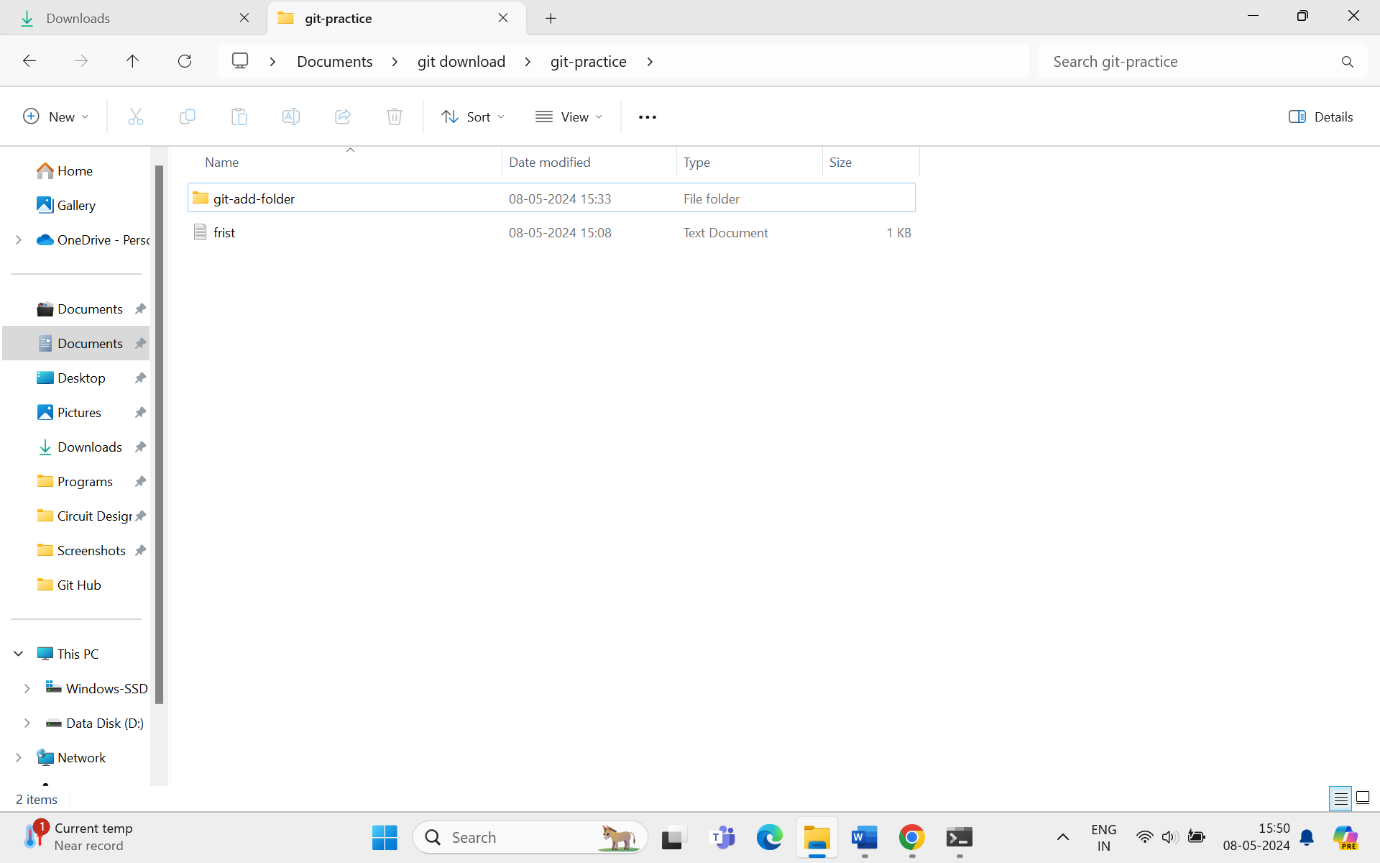 Downloads
git-practice
Documents git download git-practice
Search git-practice
New Sort View Details
Name Date modified Type Size
git-add-folder 08-05-2024 15:33 File folder
frist 08-05-2024 15:08 Text Document 1 KB
Home
Gallery
OneDrive - Perso
Documents
Documents
Desktop
Pictures
Downloads
Programs
Circuit Design
Screenshots
Git Hub
This PC
Windows-SSD
Data Disk (D:)
Network
2 items
1 Current temp
Near record
Search
ENG
IN
15:50
08-05-2024
PRE